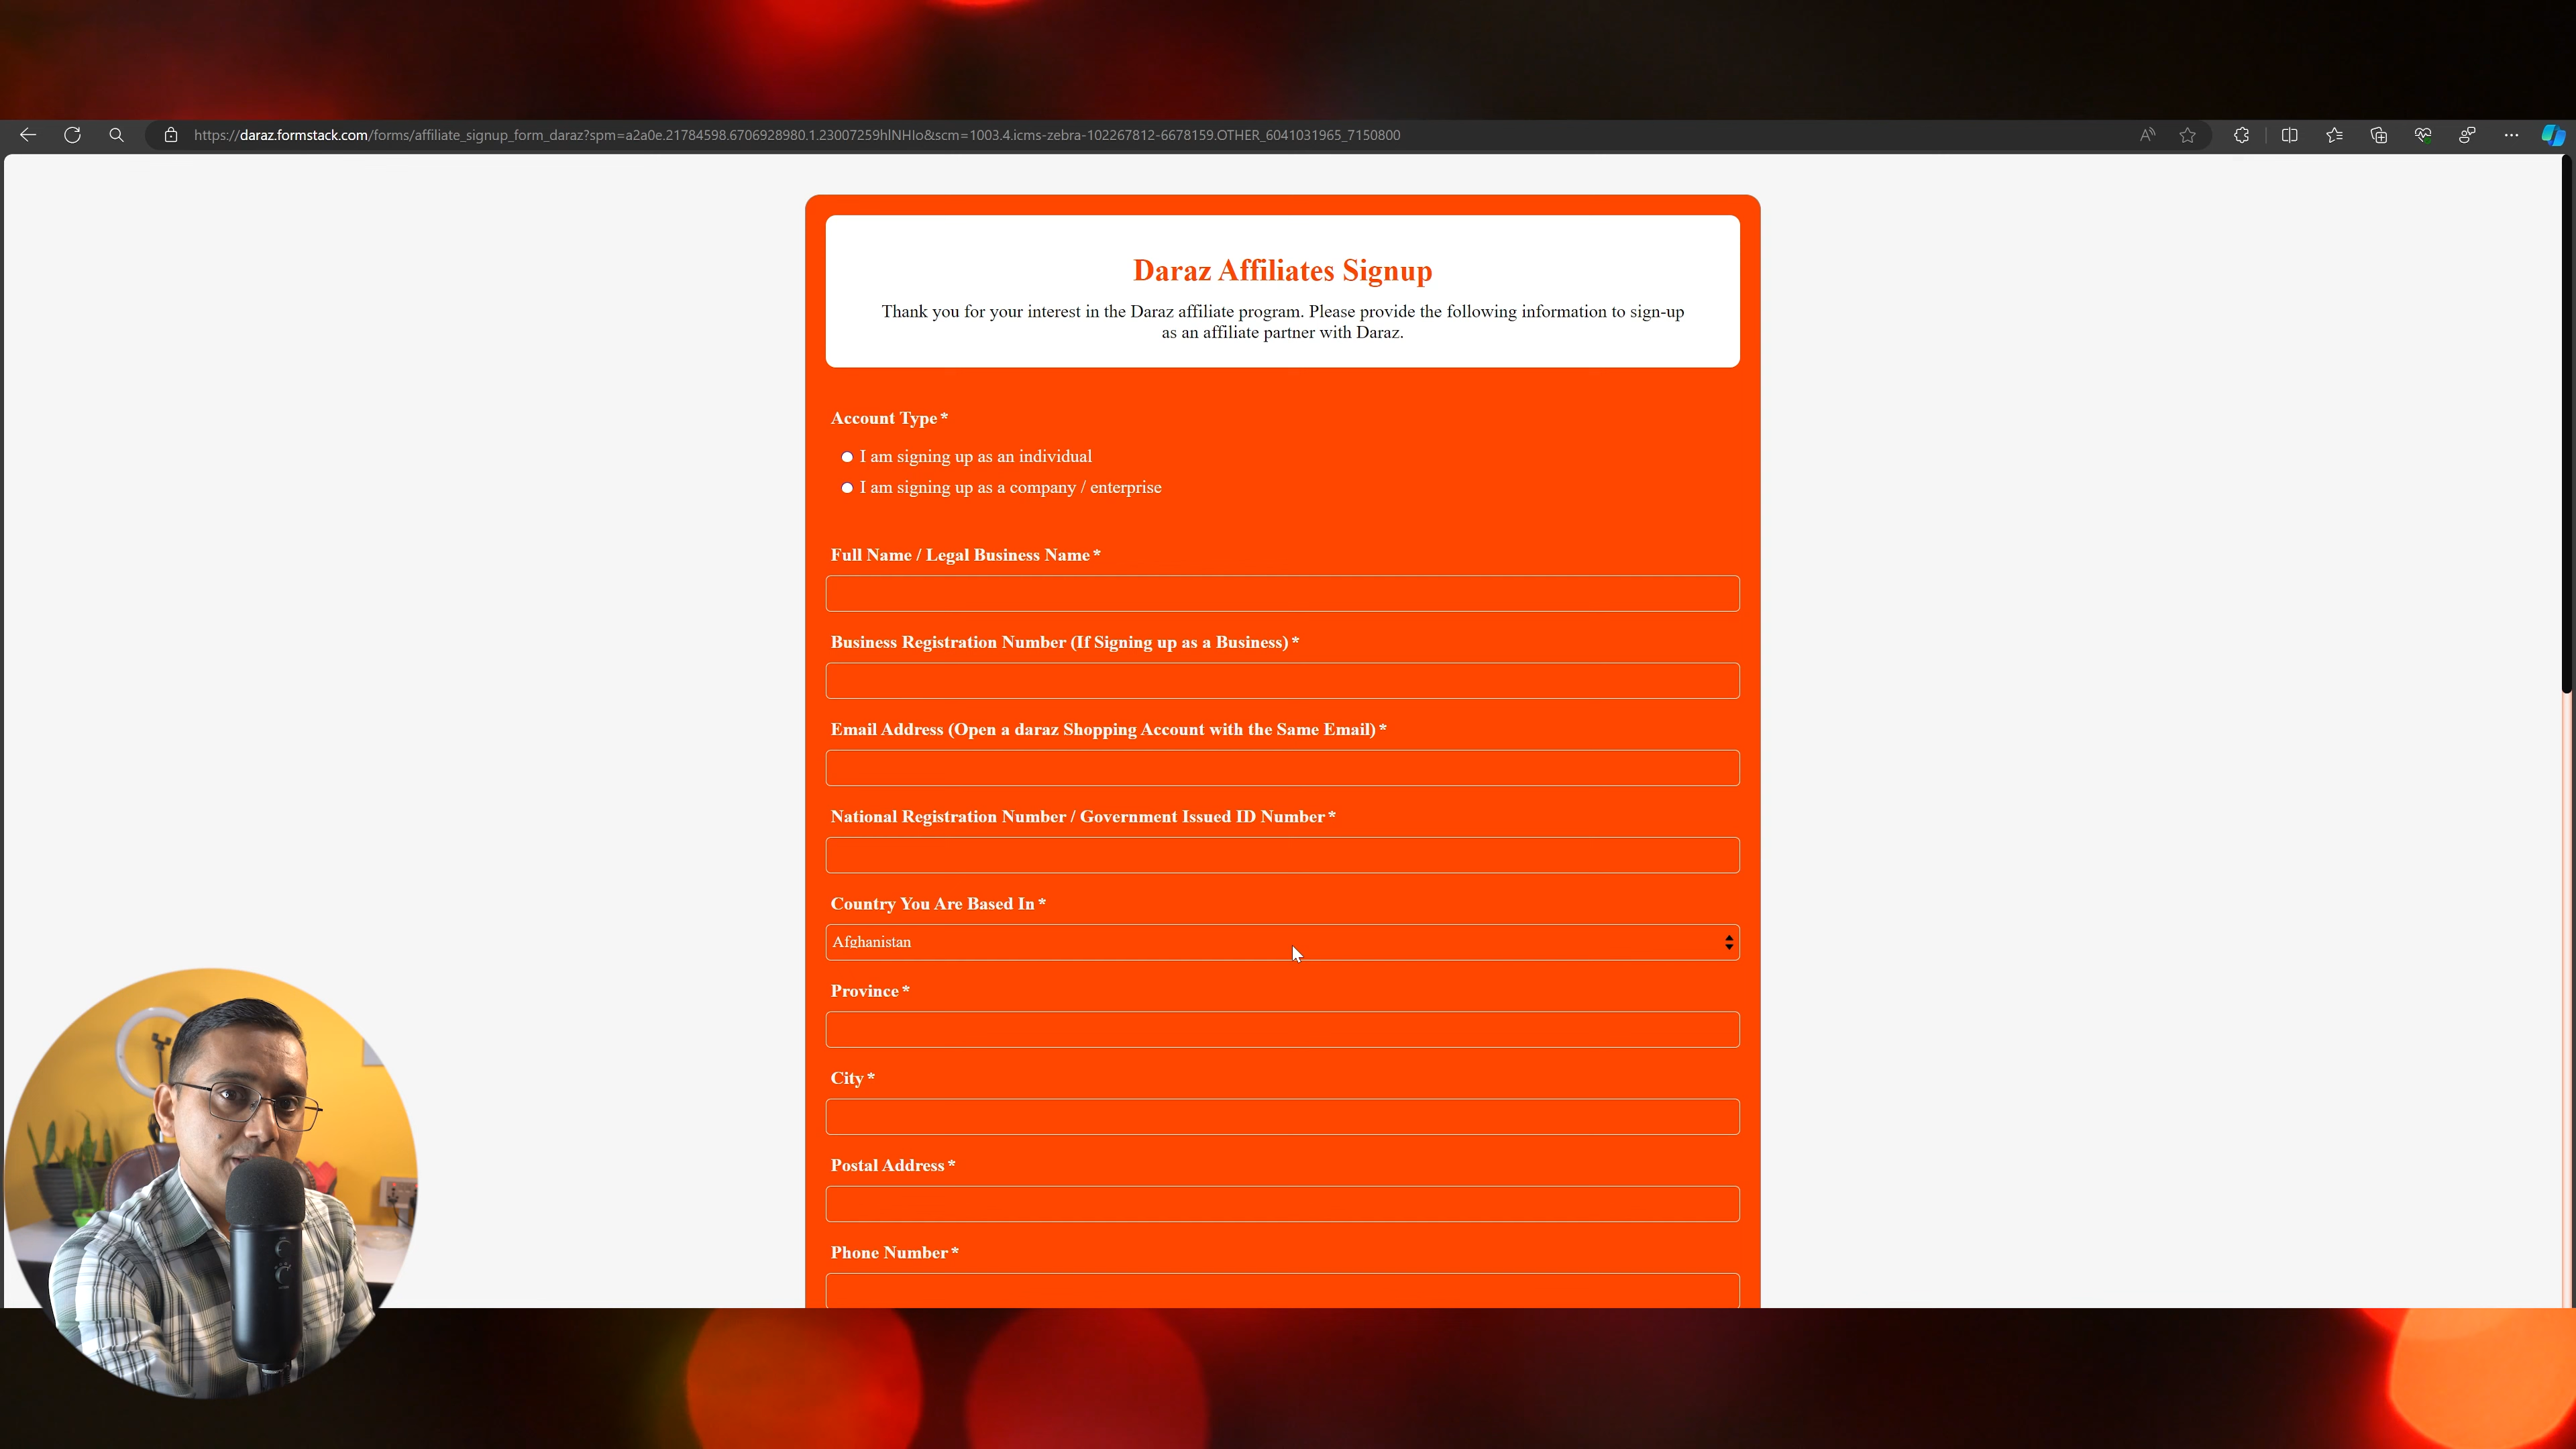 https://daraz.formstack.com/forms/affiliate_signup_form_daraz?spm=a2a0e.21784598.6706928980.1.23007259hlNHIo&scm=1003.4.icms-zebra-102267812-6678159.OTHER_6041031965_7150800
Daraz Affiliates Signup
Thank you for your interest in the Daraz affiliate program. Please provide the following information to sign-up
as an affiliate partner with Daraz.
Account Type*
I am signing up as an individual
I am signing up as a company / enterprise
Full Name / Legal Business Name*
Business Registration Number (If Signing up as a Business)*
Email Address (Open a daraz Shopping Account with the Same Email)*
National Registration Number / Government Issued ID Number*
Country You Are Based In*
Afghanistan
Province*
City*
Postal Address*
Phone Number*